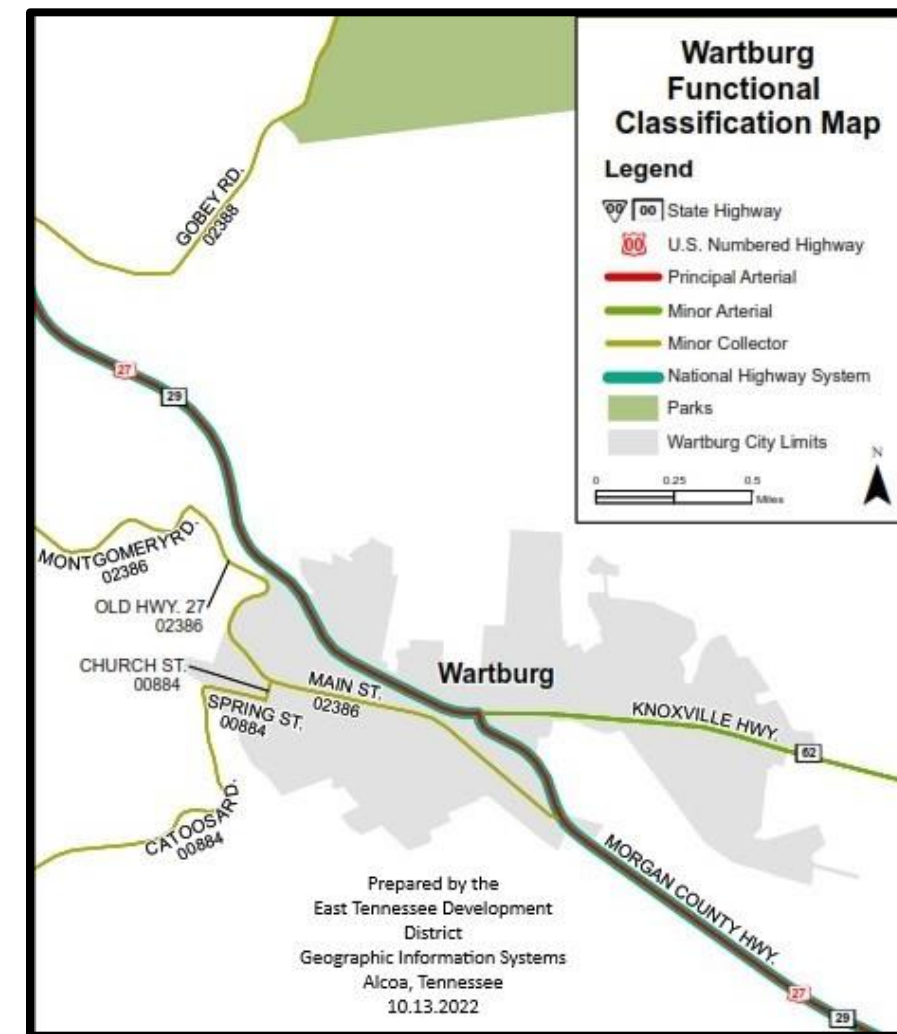 Wartburg
Functional
Classification Map
Legend
00 00 State Highway
00 U.S. Numbered Highway
Principal Arterial
Minor Arterial
Minor Collector
National Highway System
Parks
Wartburg City Limits
N
0 0.25 0.5
Miles
GOBEY RD.
02388
27
29
MONTGOMERY RD.
02386
OLD HWY. 27
02386
CHURCH ST.
00884
SPRING ST.
00884
MAIN ST.
02386
Wartburg
KNOXVILLE HWY.
62
CATOOSA RD.
00884
MORGAN COUNTY HWY.
27
29
Prepared by the
East Tennessee Development
District
Geographic Information Systems
Alcoa, Tennessee
10.13.2022